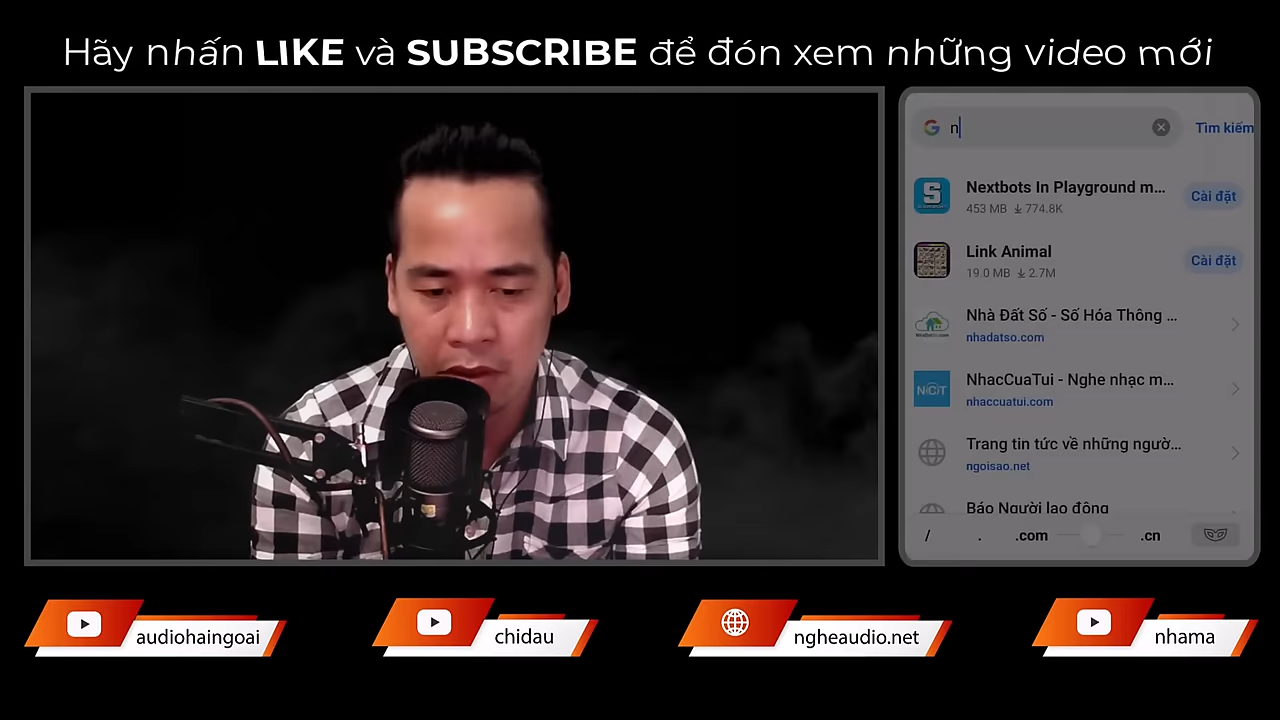 Hãy nhấn LIKE và SUBSCRIBE để đón xem những video mới
n
Tìm kiếm
Nextbots In Playground m...
453 MB 774.8K
Cài đặt
Link Animal
19.0 MB 2.7M
Cài đặt
Nhà Đất Số - Số Hóa Thông ...
nhadatso.com
NCT
NhacCuaTui - Nghe nhạc m...
nhaccuatui.com
Trang tin tức về những ngườ...
ngoisao.net
Báo Người lao động
/ . .com .cn
audiohaingoai
chidau
ngheaudio.net
nhama